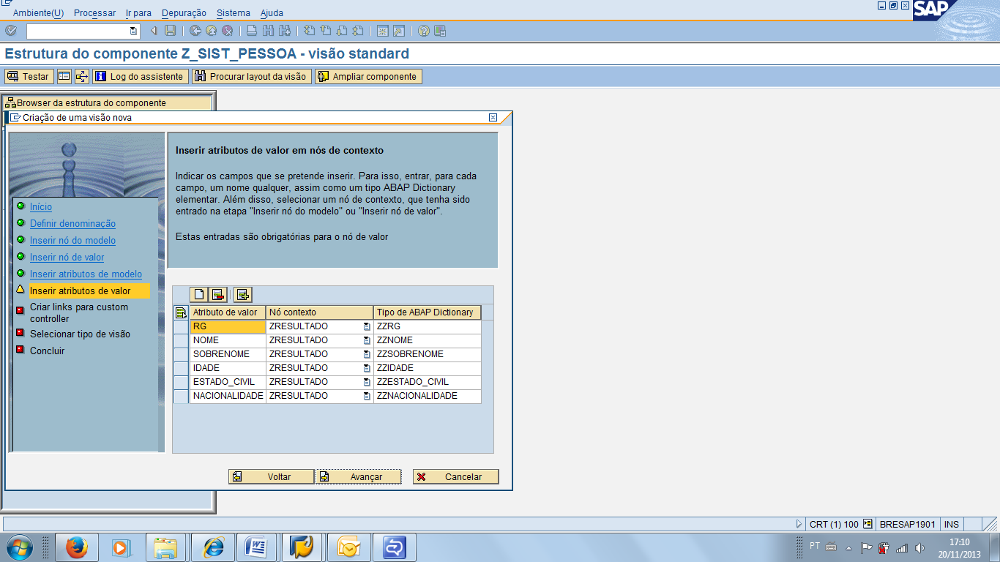 Ambiente(U) Processar Ir para Depuração Sistema Ajuda
SAP
Estrutura do componente Z_SIST_PESSOA - visão standard
Testar Log do assistente Procurar layout da visão Ampliar componente
Browser da estrutura do componente
Criação de uma visão nova
Inserir atributos de valor em nós de contexto
Indicar os campos que se pretende inserir. Para isso, entrar, para cada
campo, um nome qualquer, assim como um tipo ABAP Dictionary
elementar. Além disso, selecionar um nó de contexto, que tenha sido
entrado na etapa "Inserir nó do modelo" ou "Inserir nó de valor".
Estas entradas são obrigatórias para o nó de valor
Início
Definir denominação
Inserir nó do modelo
Inserir nó de valor
Inserir atributos de modelo
Inserir atributos de valor
Criar links para custom
controller
Selecionar tipo de visão
Concluir
Atributo de valor Nó contexto Tipo de ABAP Dictionary
RG ZRESULTADO ZZRG
NOME ZRESULTADO ZZNOME
SOBRENOME ZRESULTADO ZZSOBRENOME
IDADE ZRESULTADO ZZIDADE
ESTADO_CIVIL ZRESULTADO ZZESTADO_CIVIL
NACIONALIDADE ZRESULTADO ZZNACIONALIDADE
Voltar Avançar Cancelar
CRT (1) 100 BRESAP1901 INS
PT 17:10
20/11/2013